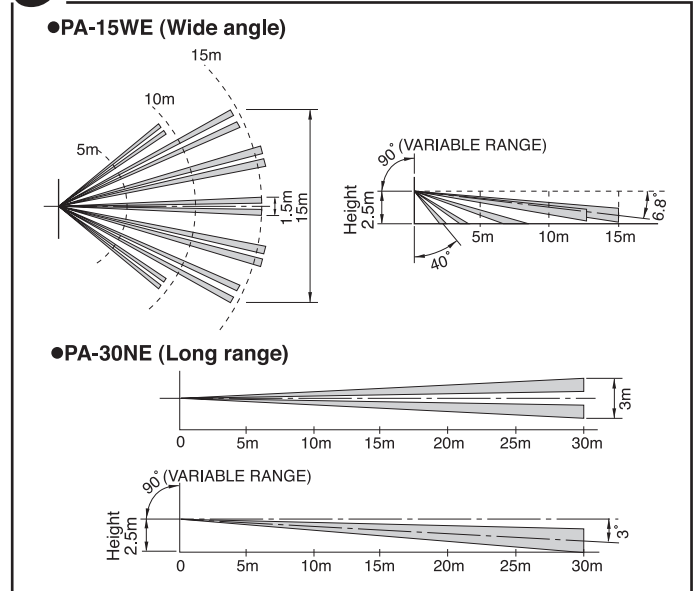 ●PA-15WE (Wide angle)
15m
10m
5m
1.5m
15m
90° (VARIABLE RANGE)
Height
2.5m
40°
5m
10m
15m
6.8°
●PA-30NE (Long range)
3m
0
5m
10m
15m
20m
25m
30m
90° (VARIABLE RANGE)
Height
2.5m
3°
0
5m
10m
15m
20m
25m
30m